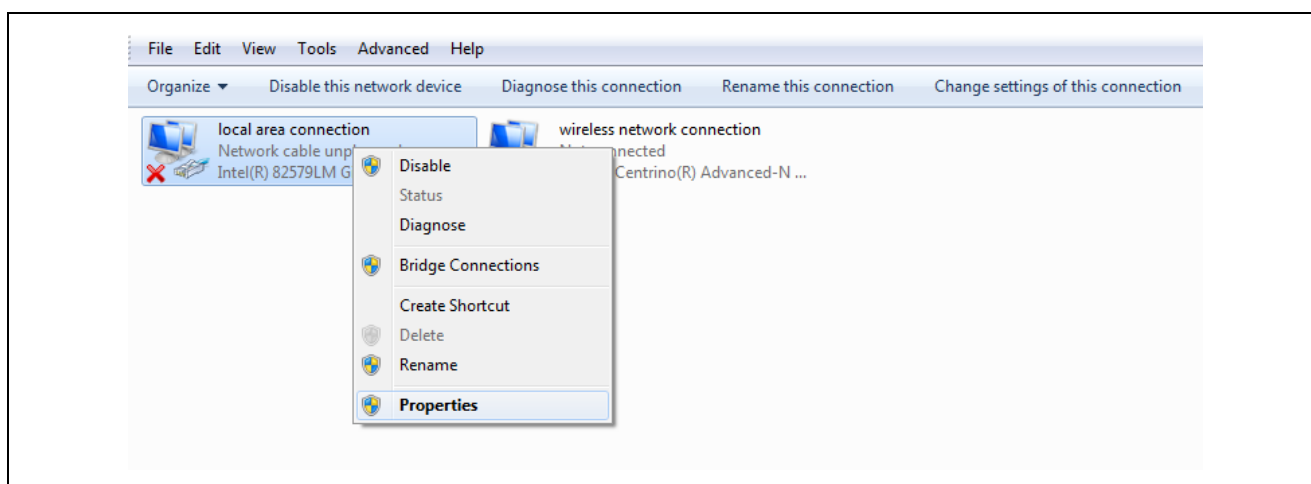 File Edit View Tools Advanced Help
Organize Disable this network device Diagnose this connection Rename this connection Change settings of this connection
local area connection
Network cable
Intel(R) 82579LM G
wireless network connection
Centrino(R) Advanced-N ...
Disable
Status
Diagnose
Bridge Connections
Create Shortcut
Delete
Rename
Properties